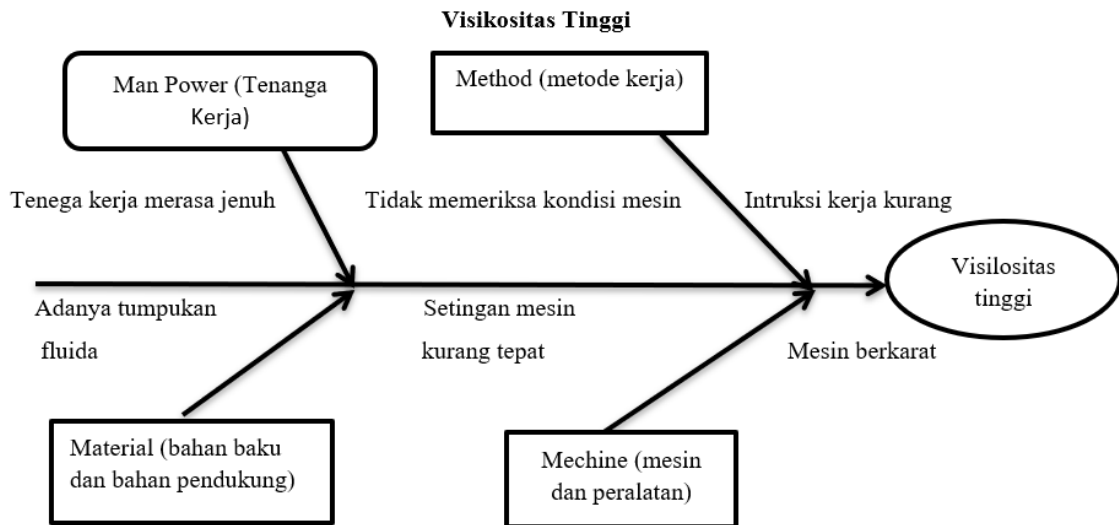 Visikositas Tinggi
Man Power (Tenanga
Kerja)
Method (metode kerja)
Tenega kerja merasa jenuh
Tidak memeriksa kondisi mesin
Intruksi kerja kurang
Visilositas
tinggi
Adanya tumpukan
fluida
Setingan mesin
kurang tepat
Mesin berkarat
Material (bahan baku
dan bahan pendukung)
Mechine (mesin
dan peralatan)